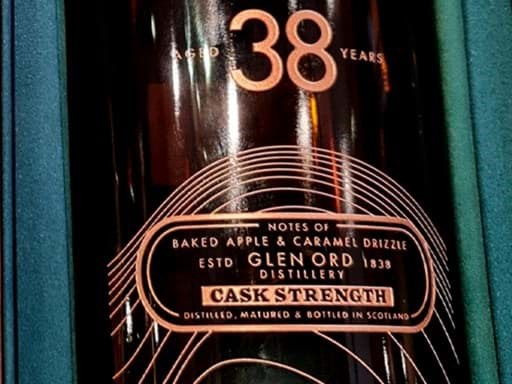 AGED 38 YEARS
NOTES OF
BAKED APPLE & CARAMEL DRIZZLE
ESTD GLEN ORD 1838
DISTILLERY
CASK STRENGTH
DISTILLED, MATURED & BOTTLED IN SCOTLAND